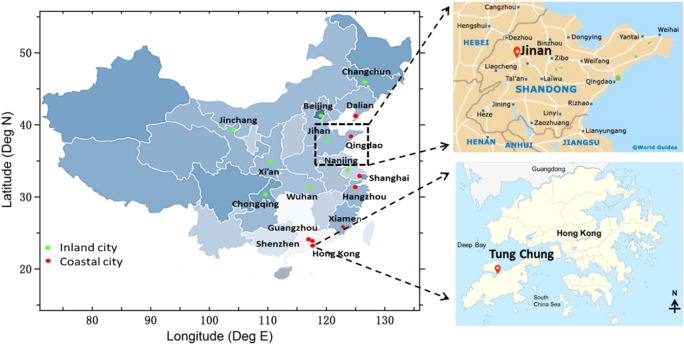 55
50
40
30
20
Latitude (Deg N)
80
90
100
110
120
130
Longitude (Deg E)
Changchun
Beijing
Dalian
Jinchang
Jihan
Qingdao
Nanjing
Xi'an
Shanghai
Wuhan
Hangzhou
Chongqing
Xiamen
Guangzhou
Shenzhen
Hong Kong
Inland city
Coastal city
Cangzhou
Hengshui
Dezhou
Dongying
Yantai
Weihai
HEBEI
Binzhou
Jinan
Zibo
Weifang
Liaocheng
Tai'an
Laiwu
Qingdao
SHANDONG
Jining
Rizhao
Heze
Linyi
Zaozhuang
Lianyungang
HENAN
ANHUI
JIANGSU
©World Guides
Guangdong
Deep Bay
Hong Kong
Tung Chung
South
China Sea
N